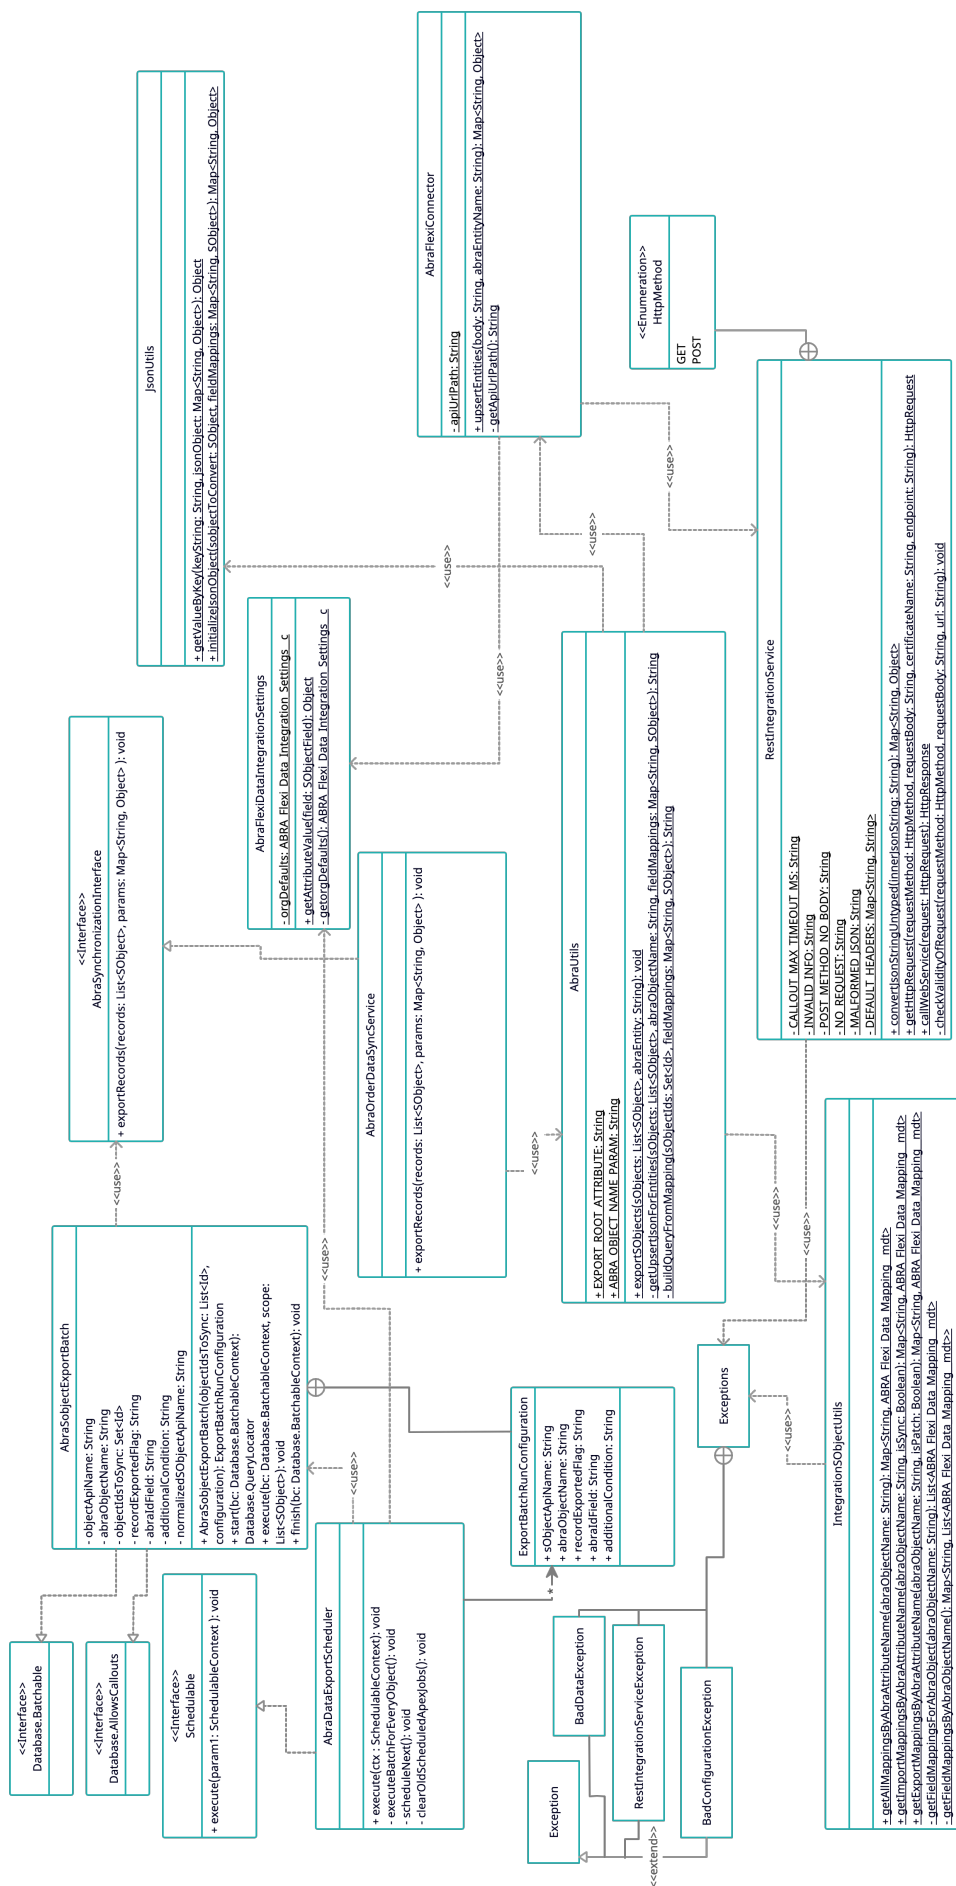 <<Interface>>
Database.Batchable
<<Interface>>
Database.AllowsCallouts
<<Interface>>
Schedulable
+ execute(param1: SchedulableContext ): void
AbraDataExportScheduler
+ execute(ctx : SchedulableContext): void
- executeBatchForEveryObject(): void
- scheduleNext(): void
- clearOldScheduledApexJobs(): void
AbraSobjectExportBatch
- objectApiName: String
- abraObjectName: String
- objectIdsToSync: Set<Id>
- recordExportedFlag: String
- abraIdField: String
- additionalCondition: String
- normalizedSObjectApiName: String
+ AbraSobjectExportBatch(objectIdsToSync: List<Id>,
configuration): ExportBatchRunConfiguration
+ start(bc: Database.BatchableContext):
Database.QueryLocator
+ execute(bc: Database.BatchableContext, scope:
List<SObject>): void
+ finish(bc: Database.BatchableContext): void
<<use>>
<<use>>
<<use>>
<<Interface>>
AbraSynchronizationInterface
+ exportRecords(records: List<SObject>, params: Map<String, Object> ): void
JsonUtils
+ getValueByKey(keyString: String, jsonObject: Map<String, Object>): Object
+ initializeJsonObject(sobjectToConvert: SObject, fieldMappings: Map<String, SObject>): Map<String, Object>
AbraFlexiDataIntegrationSettings
- orgDefaults: ABRA_Flexi_Data_Integration_Settings__c
+ getAttributeValue(field: SObjectField): Object
- getorgDefaults(): ABRA_Flexi_Data_Integration_Settings__c
AbraOrderDataSyncService
+ exportRecords(records: List<SObject>, params: Map<String, Object> ): void
<<use>>
AbraFlexiConnector
- apiUrlPath: String
+ upsertEntities(body: String, abraEntityName: String): Map<String, Object>
- getApiUrlPath(): String
<<use>>
<<use>>
<<use>>
<<use>>
ExportBatchRunConfiguration
+ sObjectApiName: String
+ abraObjectName: String
+ recordExportedFlag: String
+ abraIdField: String
+ additionalCondition: String
*
AbraUtils
+ EXPORT_ROOT_ATTRIBUTE: String
+ ABRA_OBJECT_NAME_PARAM: String
+ exportSObjects(sObjects: List<SObject>, abraEntity: String): void
- getUpsertJsonForEntities(sObjects: List<SObject>, abraObjectName: String, fieldMappings: Map<String, SObject>): String
- buildQueryFromMapping(sObjectIds: Set<Id>, fieldMappings: Map<String, SObject>): String
<<Enumeration>>
HttpMethod
GET
POST
Exception
BadDataException
RestIntegrationServiceException
BadConfigurationException
<<extend>>
Exceptions
<<use>>
<<use>>
<<use>>
RestIntegrationService
- CALLOUT_MAX_TIMEOUT_MS: String
- INVALID_INFO: String
- POST_METHOD_NO_BODY: String
- NO_REQUEST: String
- MALFORMED_JSON: String
- DEFAULT_HEADERS: Map<String, String>
+ convertJsonStringUntyped(innerJsonString: String): Map<String, Object>
+ getHttpRequest(requestMethod: HttpMethod, requestBody: String, certificateName: String, endpoint: String): HttpRequest
+ callWebService(request: HttpRequest): HttpResponse
- checkValidityOfRequest(requestMethod: HttpMethod, requestBody: String, url: String): void
IntegrationSObjectUtils
+ getAllMappingsByAbraAttributeName(abraObjectName: String): Map<String, ABRA_Flexi_Data_Mapping__mdt>
+ getImportMappingsByAbraAttributeName(abraObjectName: String, isSync: Boolean): Map<String, ABRA_Flexi_Data_Mapping__mdt>
+ getExportMappingsByAbraAttributeName(abraObjectName: String, isPatch: Boolean): Map<String, ABRA_Flexi_Data_Mapping__mdt>
- getFieldMappingsForAbraObject(abraObjectName: String): List<ABRA_Flexi_Data_Mapping__mdt>
- getFieldMappingsByAbraObjectName(): Map<String, List<ABRA_Flexi_Data_Mapping__mdt>>